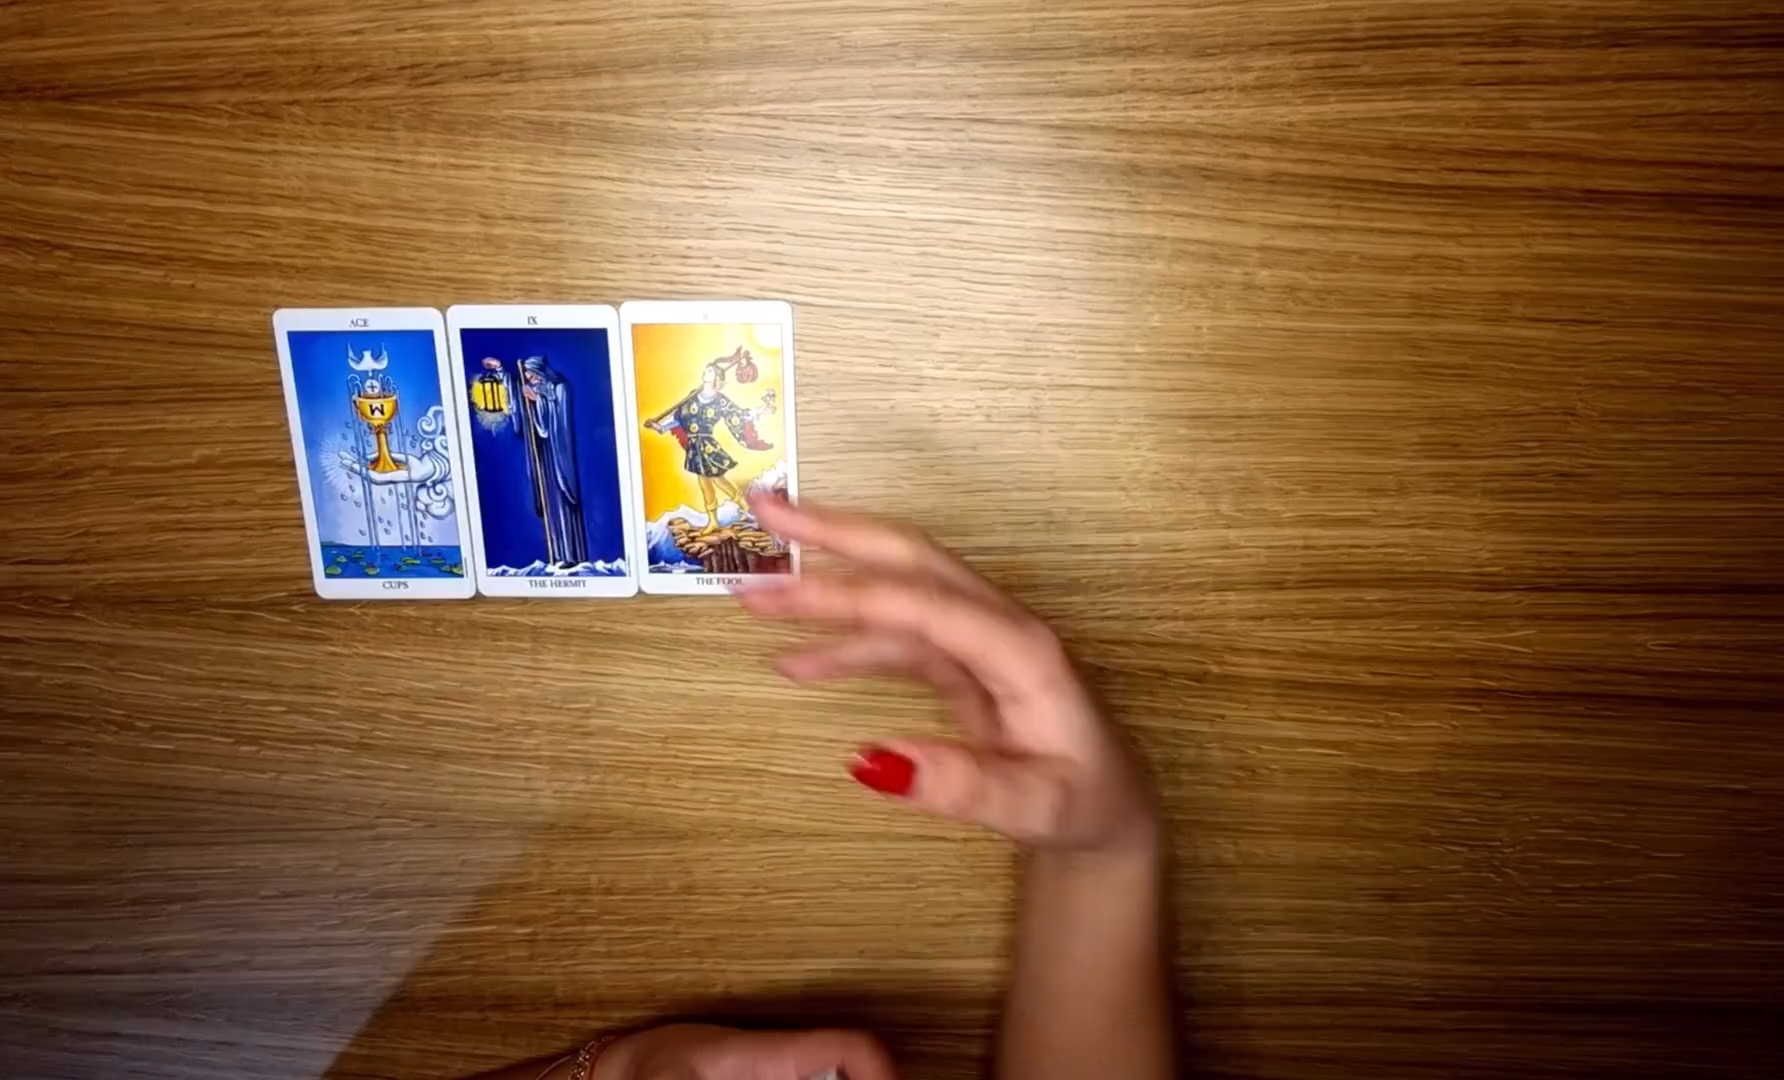 ACE
IX
W
CUPS
THE HERMIT
THE FOOL